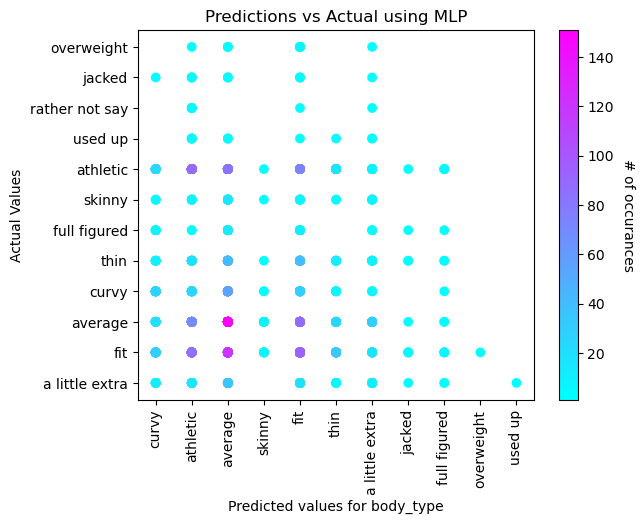 Predictions vs Actual using MLP
overweight
jacked
rather not say
used up
athletic
skinny
full figured
thin
curvy
average
fit
a little extra
Actual Values
curvy
athletic
average
skinny
fit
thin
a little extra
jacked
full figured
overweight
used up
Predicted values for body_type
140
120
100
80
60
40
20
# of occurances